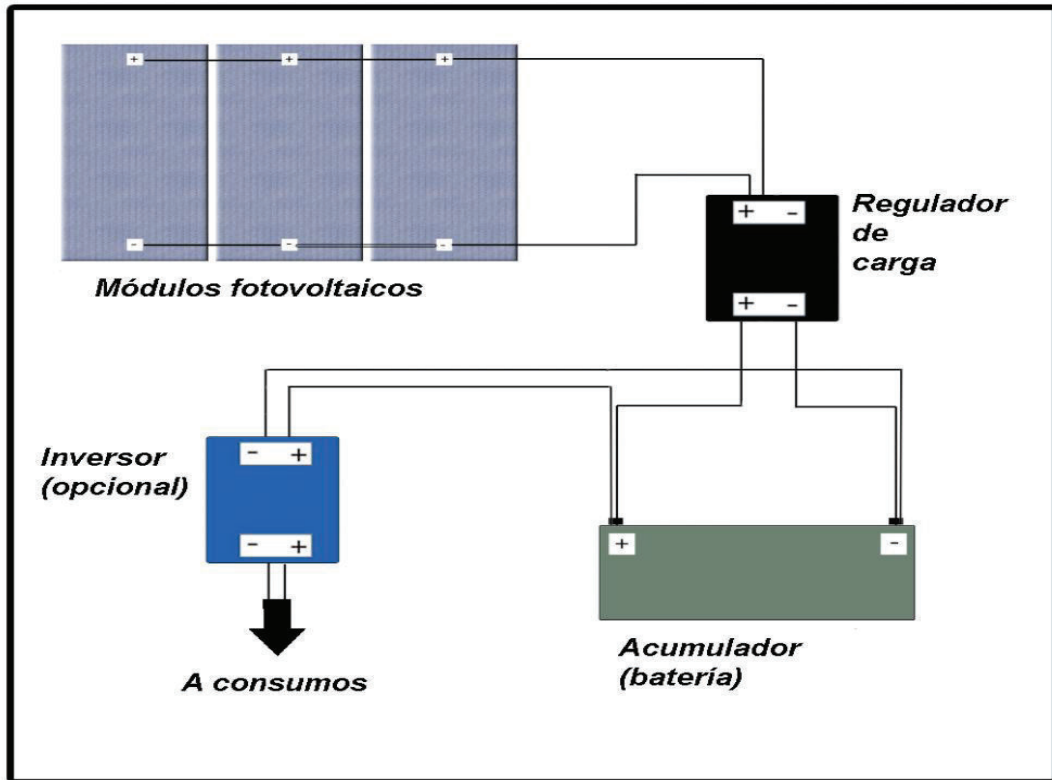 + + +
- - -
Módulos fotovoltaicos
+ -
+ -
Regulador
de
carga
- +
- +
Inversor
(opcional)
A consumos
+ -
Acumulador
(batería)